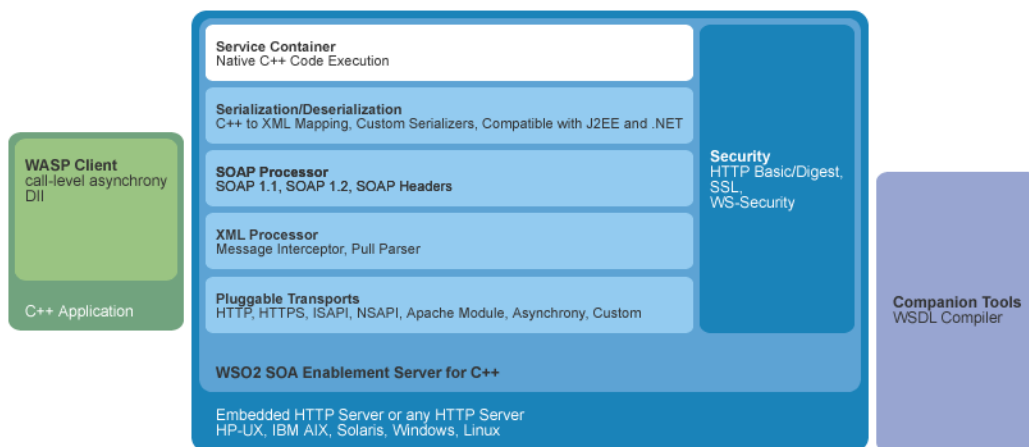 WASP Client
call-level asynchrony
DII
C++ Application
Service Container
Native C++ Code Execution
Serialization/Deserialization
C++ to XML Mapping, Custom Serializers, Compatible with J2EE and .NET
SOAP Processor
SOAP 1.1, SOAP 1.2, SOAP Headers
XML Processor
Message Interceptor, Pull Parser
Pluggable Transports
HTTP, HTTPS, ISAPI, NSAPI, Apache Module, Asynchrony, Custom
Security
HTTP Basic/Digest,
SSL,
WS-Security
WSO2 SOA Enablement Server for C++
Embedded HTTP Server or any HTTP Server
HP-UX, IBM AIX, Solaris, Windows, Linux
Companion Tools
WSDL Compiler